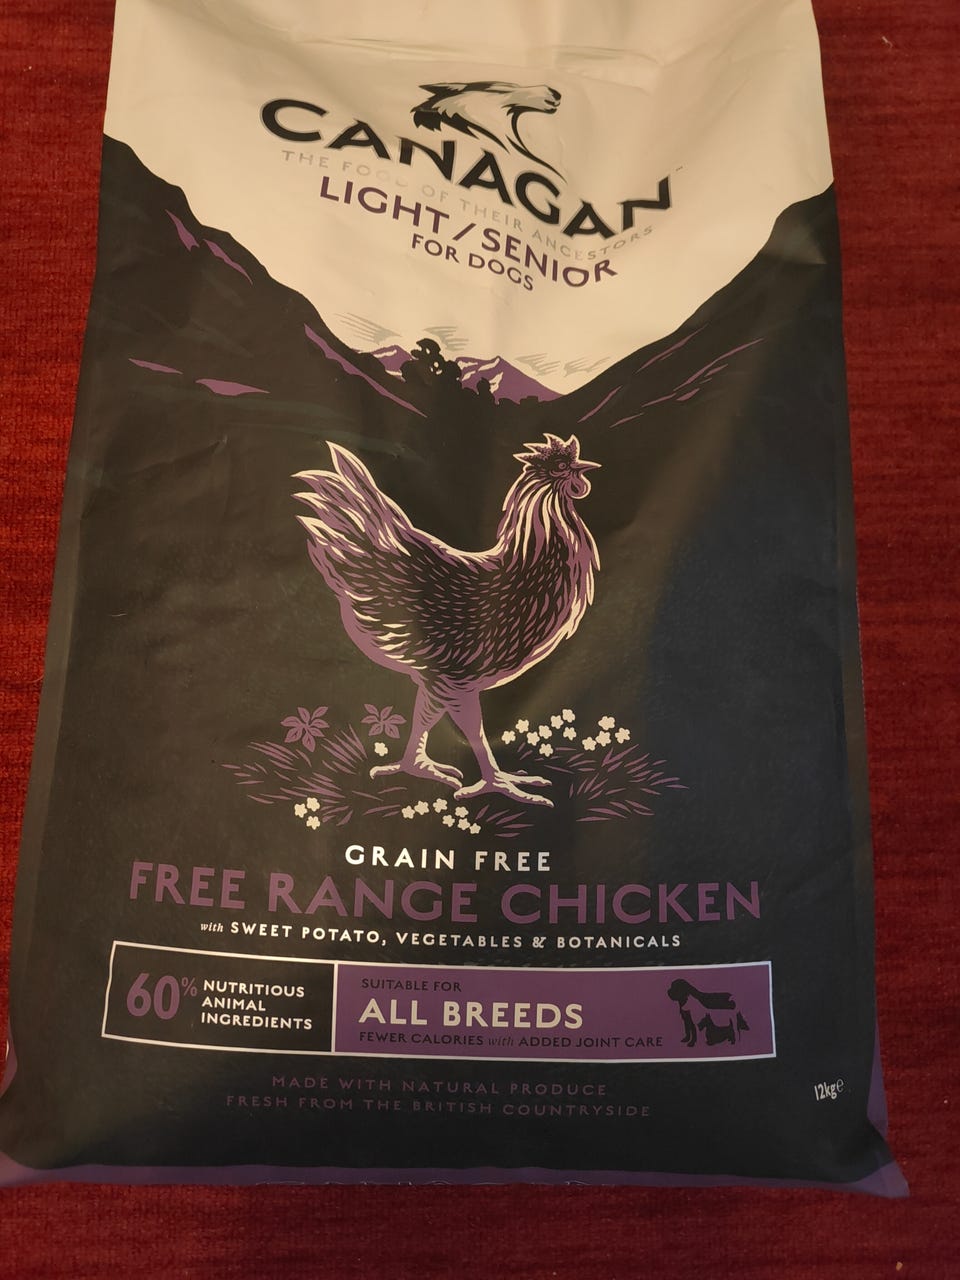 CANAGAN™
THE FOOD OF THEIR ANCESTORS
LIGHT / SENIOR
FOR DOGS
GRAIN FREE
FREE RANGE CHICKEN
with SWEET POTATO, VEGETABLES & BOTANICALS
60% NUTRITIOUS
ANIMAL
INGREDIENTS
SUITABLE FOR
ALL BREEDS
FEWER CALORIES with ADDED JOINT CARE
MADE WITH NATURAL PRODUCE
FRESH FROM THE BRITISH COUNTRYSIDE
12kg℮